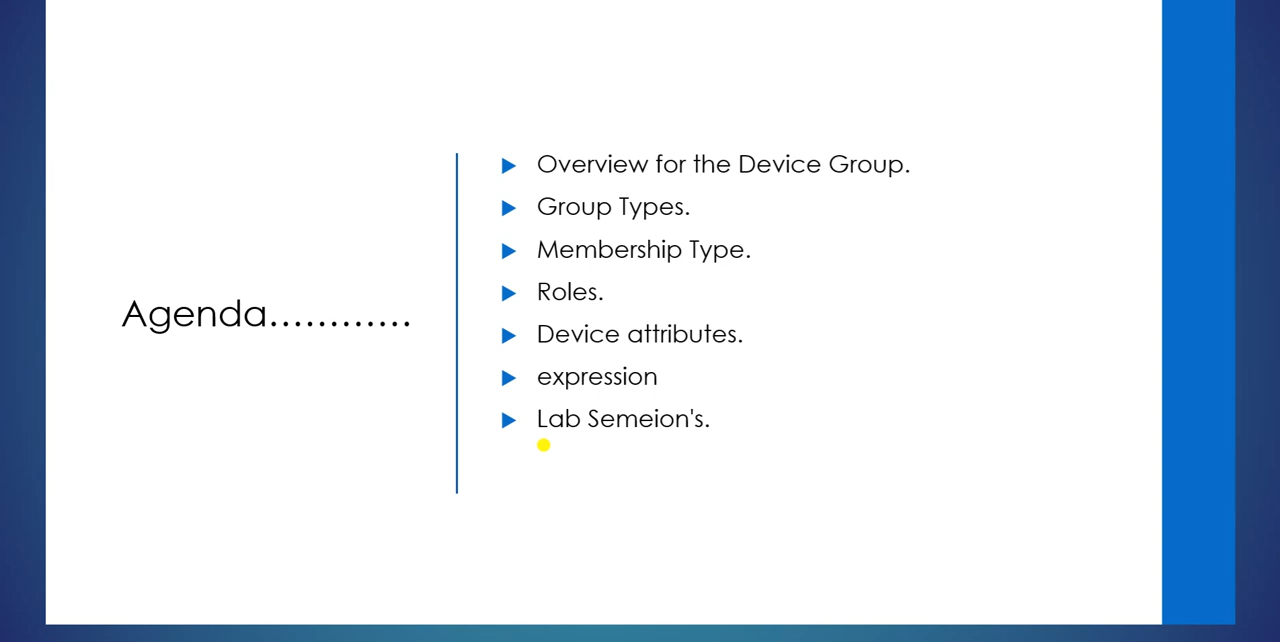 Agenda............
Overview for the Device Group.
Group Types.
Membership Type.
Roles.
Device attributes.
expression
Lab Semeion's.